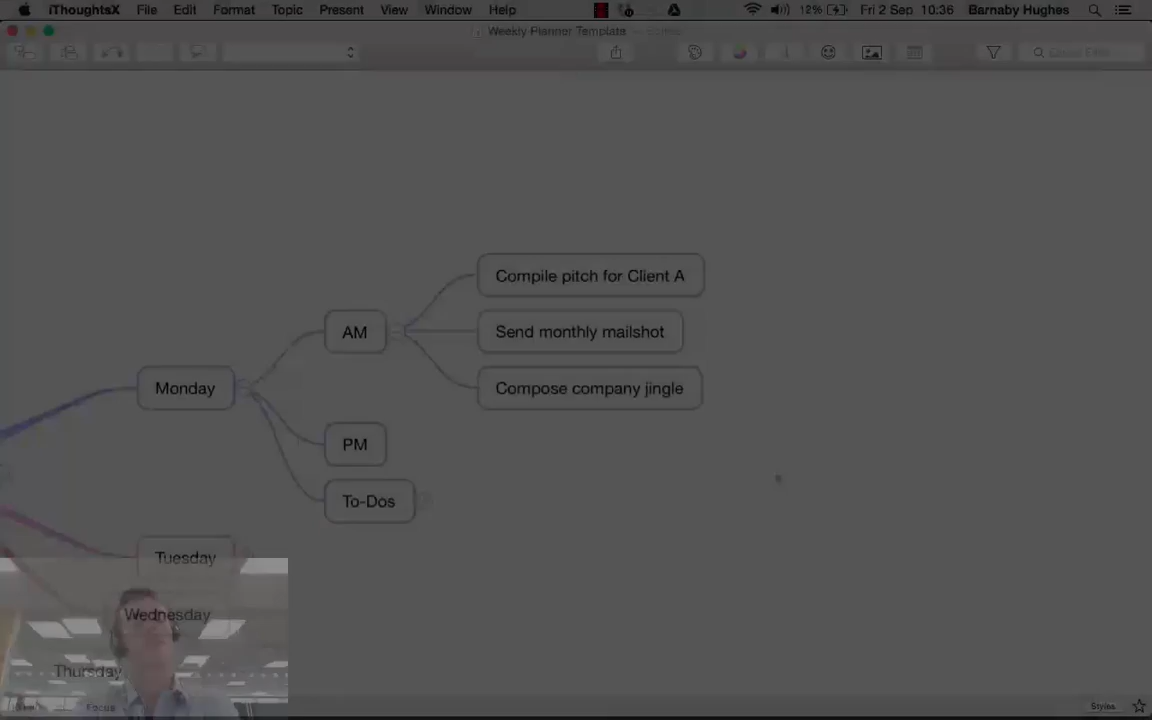 iThoughtsX File Edit Format Topic Present View Window Help 12% Fri 2 Sep 10:36 Barnaby Hughes
Weekly Planner Template
Compile pitch for Client A
AM
Send monthly mailshot
Monday
Compose company jingle
PM
To-Dos
Tuesday
Wednesday
Thursday
Focus
Styles